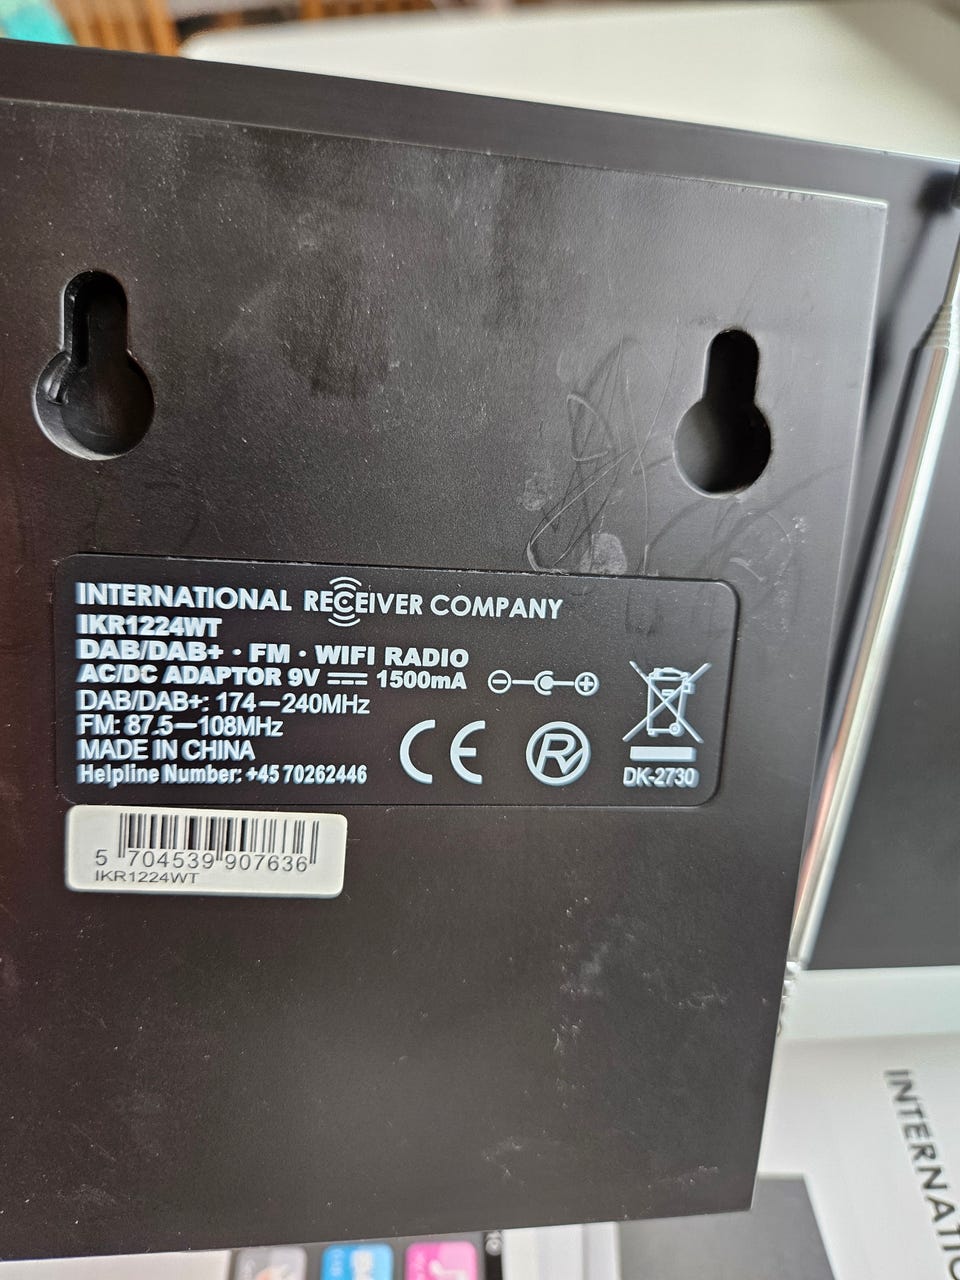 INTERNATIONAL RECEIVER COMPANY
IKR1224WT
DAB/DAB+ · FM · WIFI RADIO
AC/DC ADAPTOR 9V 1500mA
DAB/DAB+: 174-240MHz
FM: 87.5-108MHz
MADE IN CHINA
Helpline Number: +45 70262446
CE
DK-2730
5 704539 907636
IKR1224WT